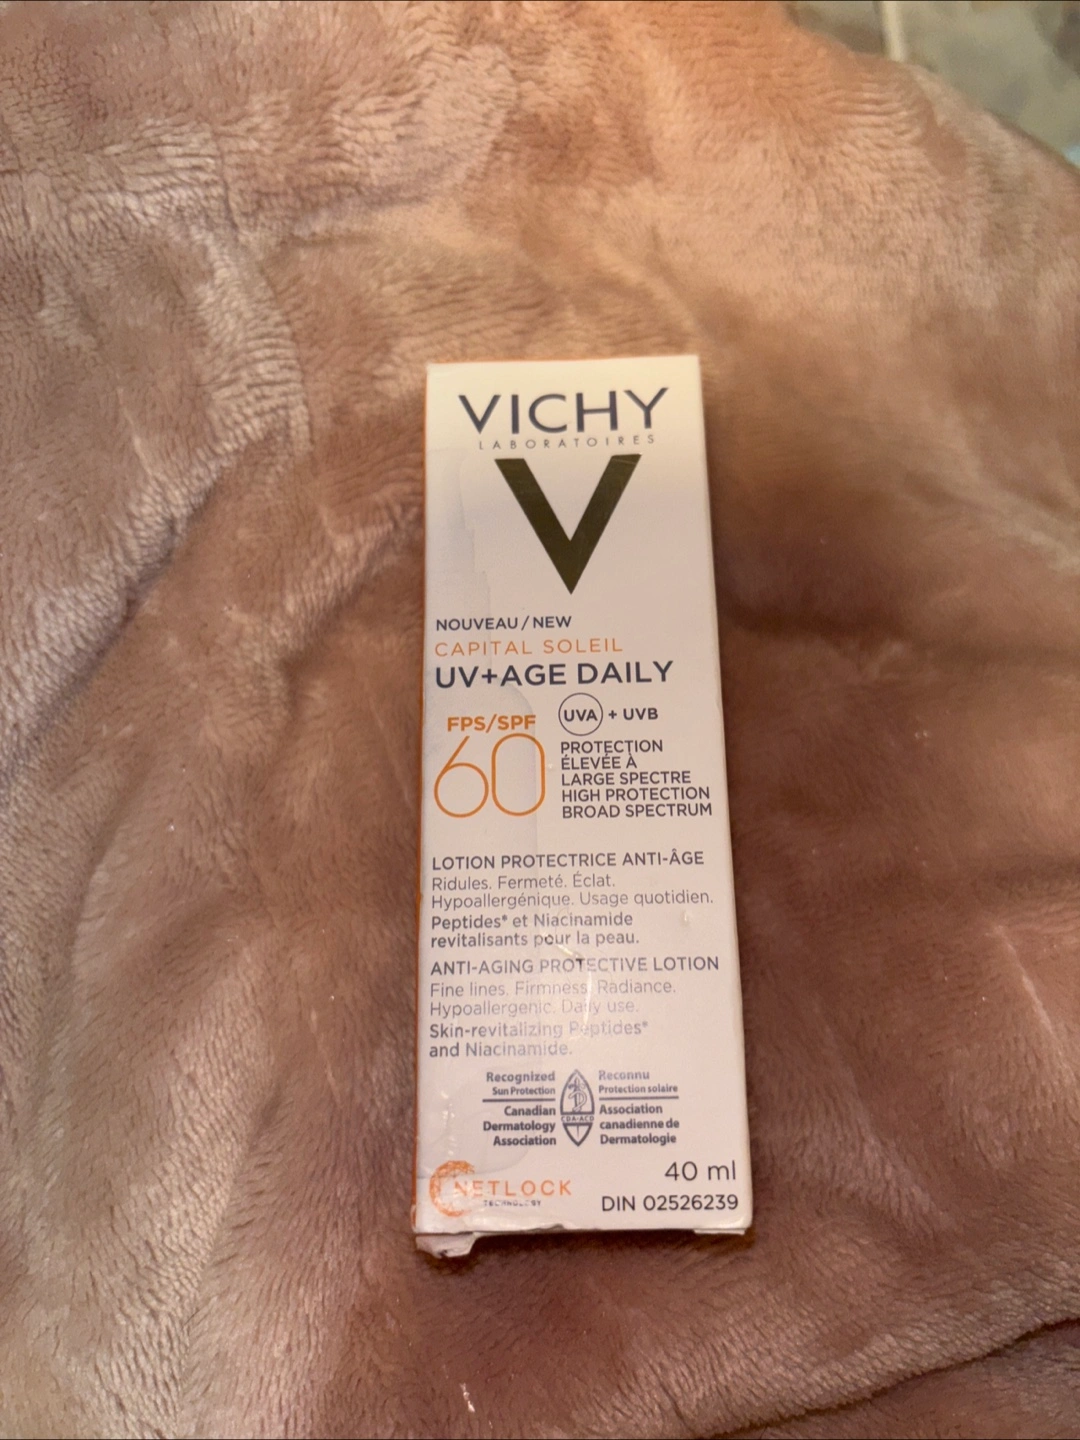 VICHY
LABORATOIRES
V
NOUVEAU / NEW
CAPITAL SOLEIL
UV+AGE DAILY
FPS/SPF
60
UVA + UVB
PROTECTION
ÉLEVÉE À
LARGE SPECTRE
HIGH PROTECTION
BROAD SPECTRUM
LOTION PROTECTRICE ANTI-ÂGE
Ridules. Fermeté. Éclat.
Hypoallergénique. Usage quotidien.
Peptides* et Niacinamide
revitalisants pour la peau.
ANTI-AGING PROTECTIVE LOTION
Fine lines. Firmness. Radiance.
Hypoallergenic. Daily use.
Skin-revitalizing Peptides*
and Niacinamide.
Recognized
Sun Protection
Canadian
Dermatology
Association
CDA-ACD
Reconnu
Protection solaire
Association
canadienne de
Dermatologie
NETLOCK
TECHNOLOGY
40 ml
DIN 02526239